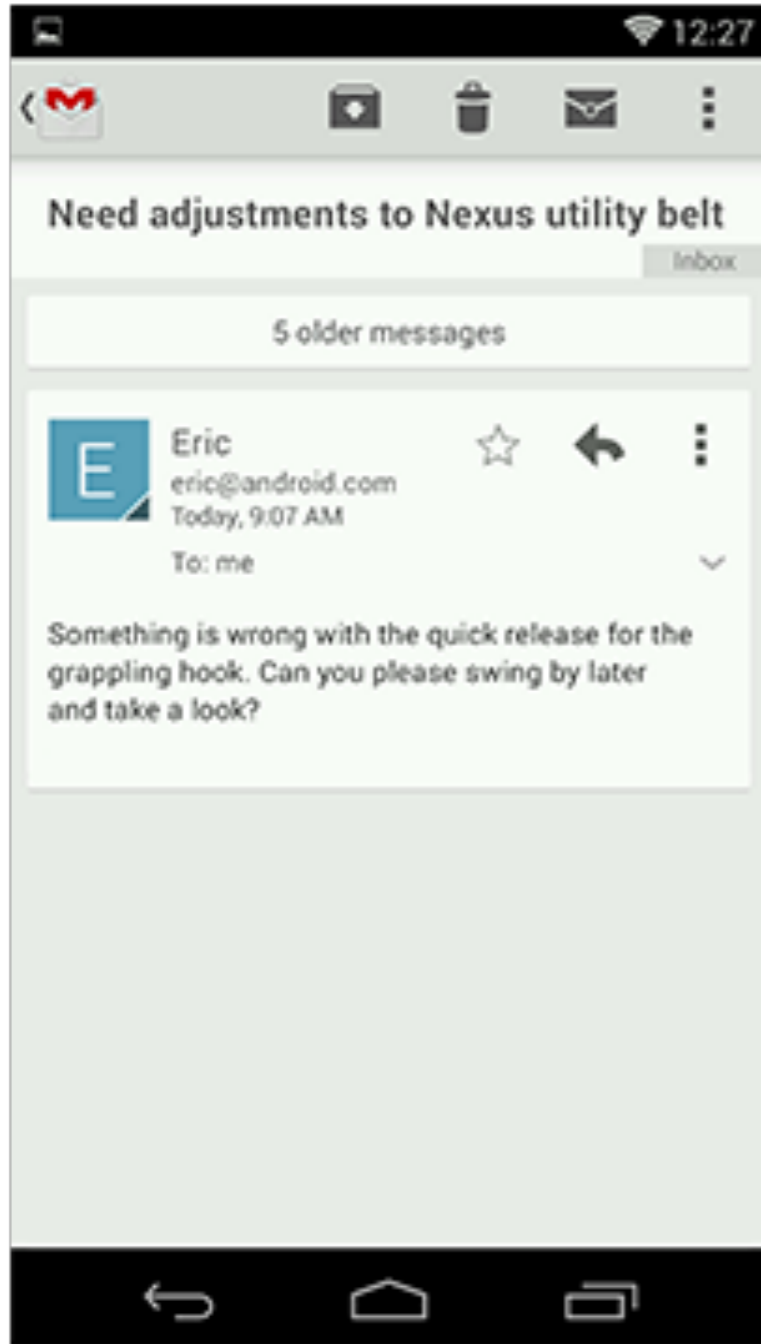 12:27
Need adjustments to Nexus utility belt
Inbox
5 older messages
E
Eric
eric@android.com
Today, 9:07 AM
To: me
Something is wrong with the quick release for the
grappling hook. Can you please swing by later
and take a look?